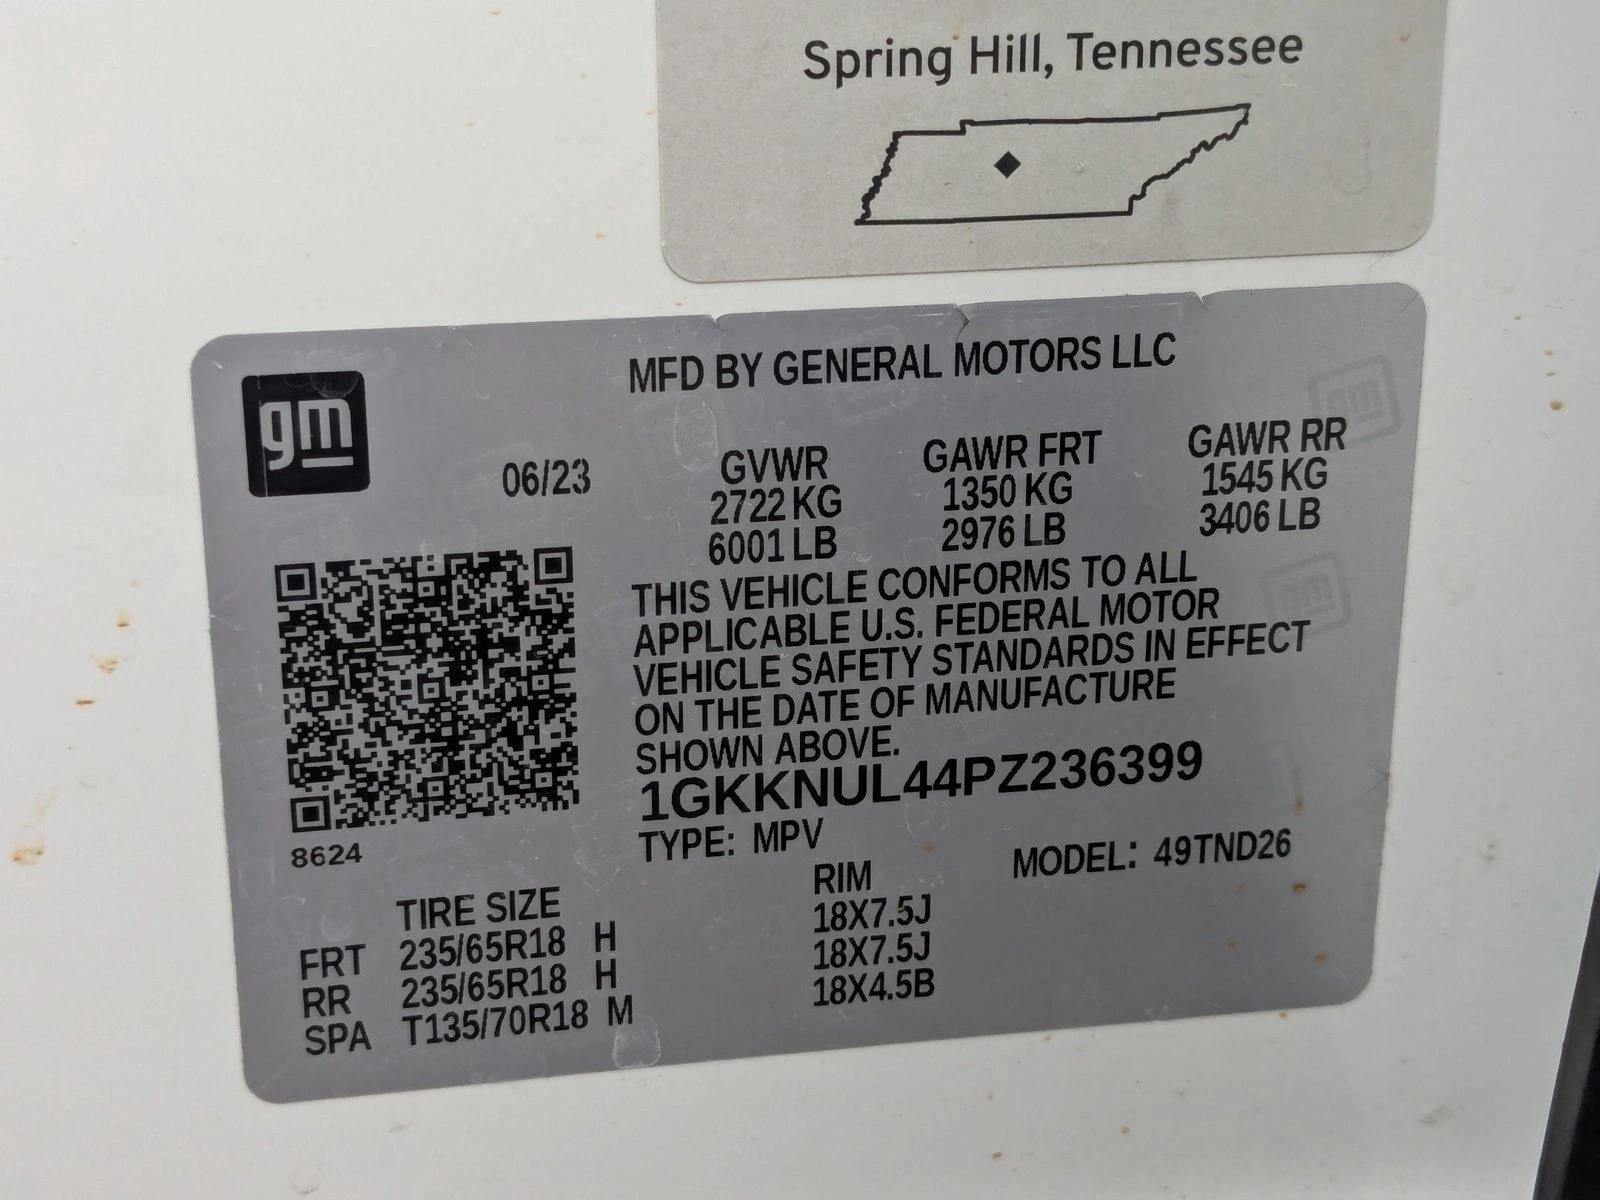 Spring Hill, Tennessee
gm
MFD BY GENERAL MOTORS LLC
06/23 GVWR GAWR FRT GAWR RR
2722 KG 1350 KG 1545 KG
6001 LB 2976 LB 3406 LB
THIS VEHICLE CONFORMS TO ALL
APPLICABLE U.S. FEDERAL MOTOR
VEHICLE SAFETY STANDARDS IN EFFECT
ON THE DATE OF MANUFACTURE
SHOWN ABOVE.
1GKKNUL44PZ236399
8624
TYPE: MPV MODEL: 49TND26
TIRE SIZE RIM
FRT 235/65R18 H 18X7.5J
RR 235/65R18 H 18X7.5J
SPA T135/70R18 M 18X4.5B